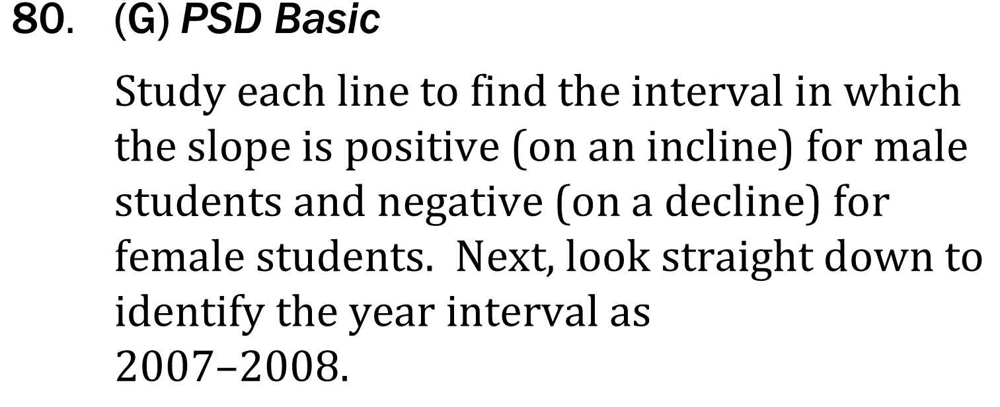 80. (G) PSD Basic
Study each line to find the interval in which
the slope is positive (on an incline) for male
students and negative (on a decline) for
female students. Next, look straight down to
identify the year interval as
2007–2008.